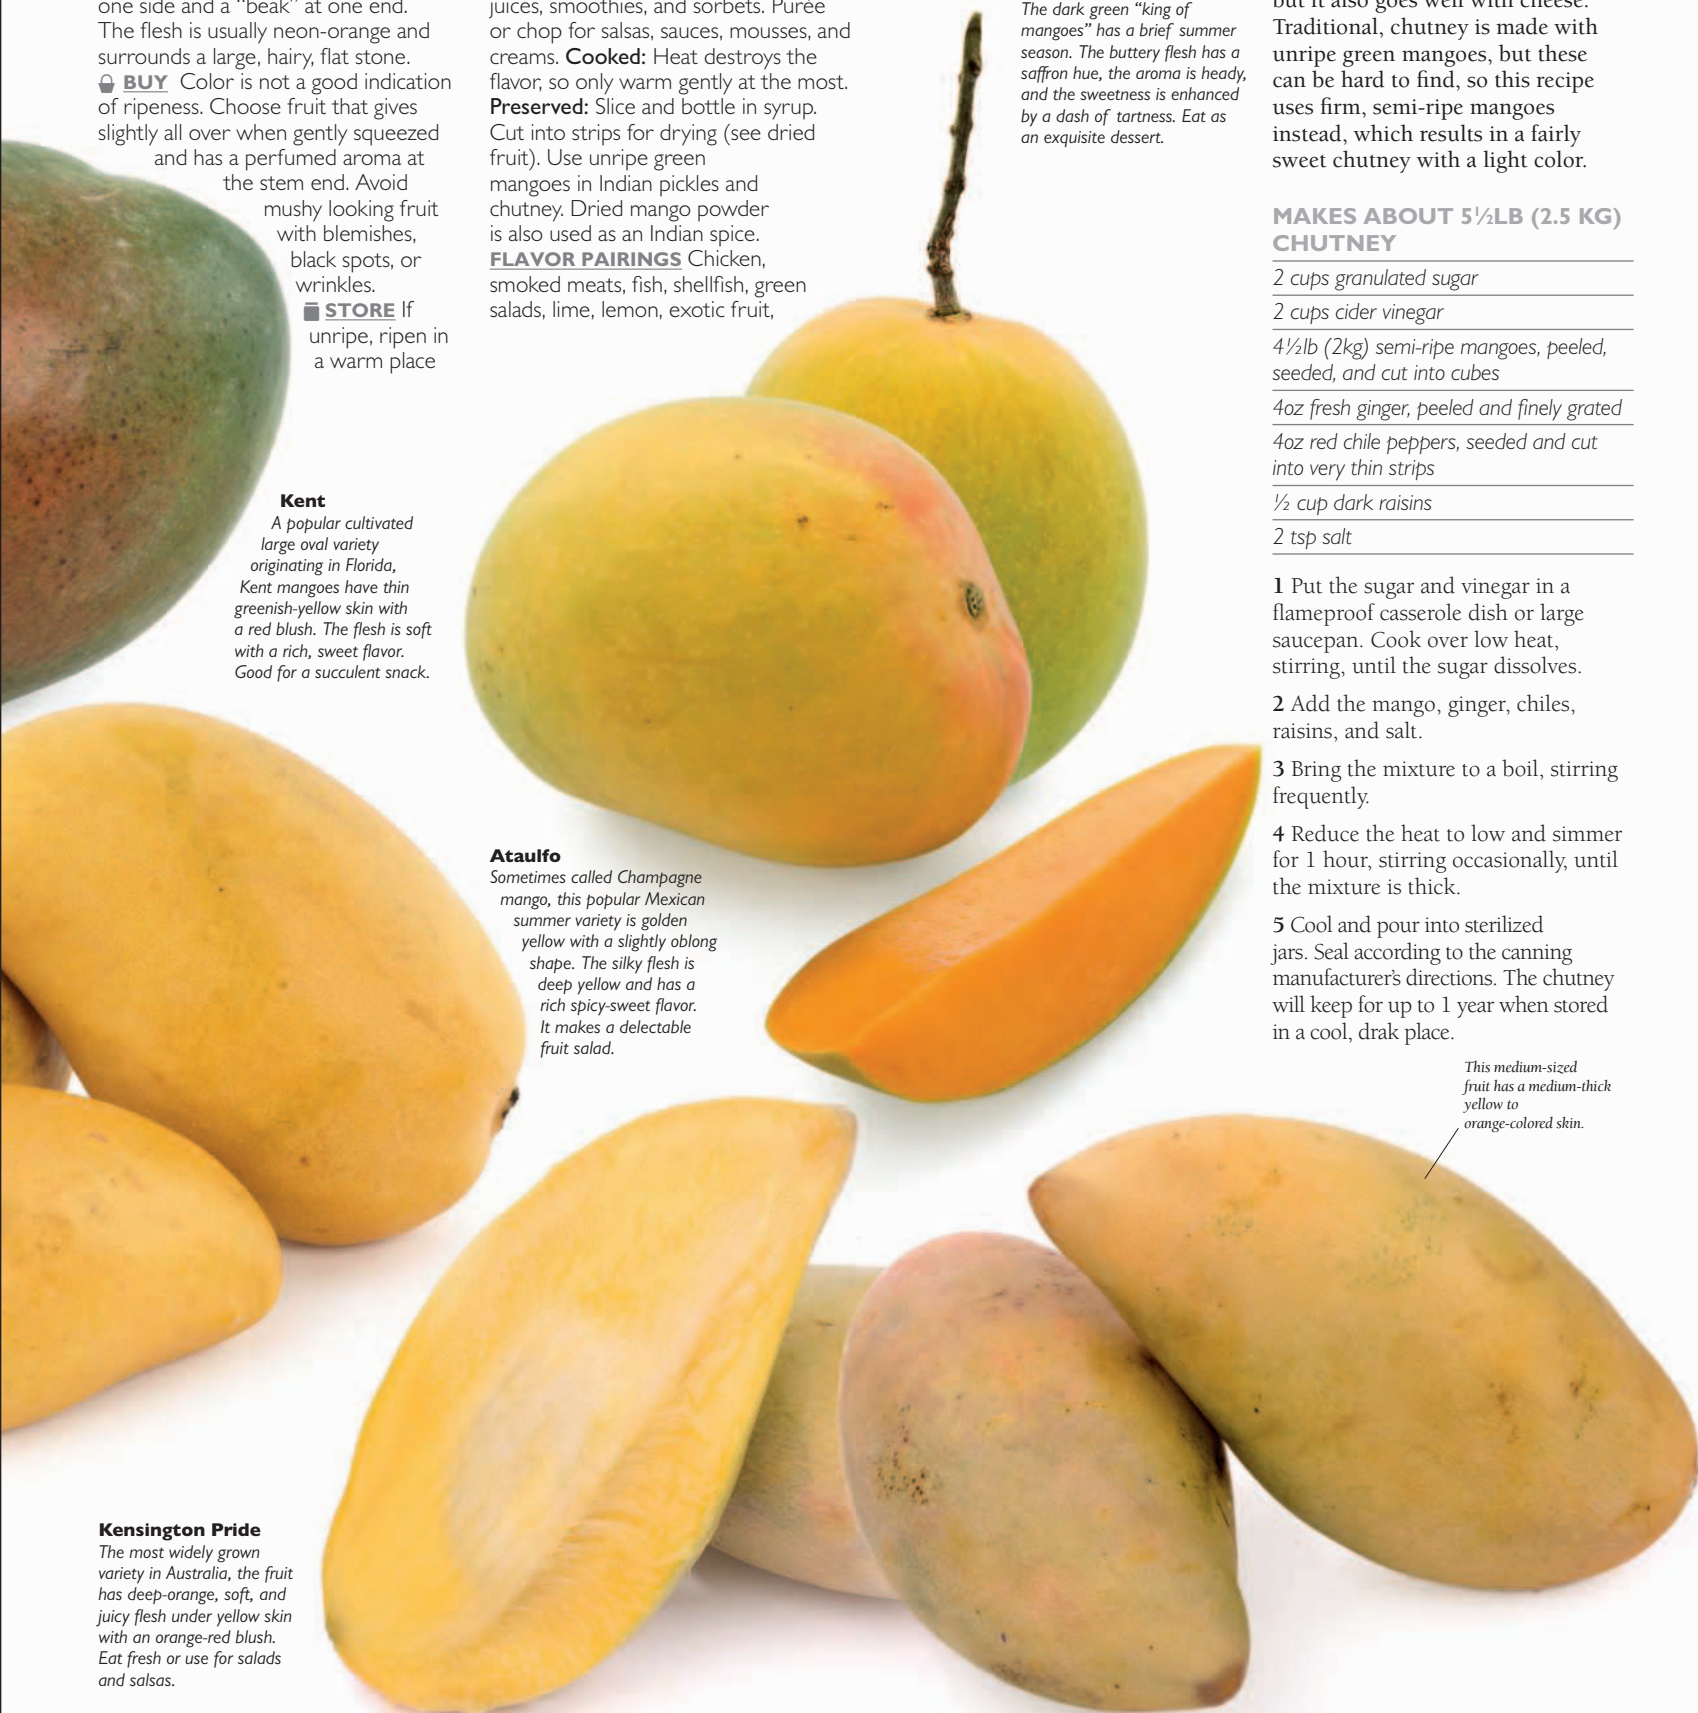 one side and a “beak” at one end.
The flesh is usually neon-orange and
surrounds a large, hairy, flat stone.
BUY Color is not a good indication
of ripeness. Choose fruit that gives
slightly all over when gently squeezed
and has a perfumed aroma at
the stem end. Avoid
mushy looking fruit
with blemishes,
black spots, or
wrinkles.
STORE If
unripe, ripen in
a warm place
juices, smoothies, and sorbets. Purée
or chop for salsas, sauces, mousses, and
creams. Cooked: Heat destroys the
flavor, so only warm gently at the most.
Preserved: Slice and bottle in syrup.
Cut into strips for drying (see dried
fruit). Use unripe green
mangoes in Indian pickles and
chutney. Dried mango powder
is also used as an Indian spice.
FLAVOR PAIRINGS Chicken,
smoked meats, fish, shellfish, green
salads, lime, lemon, exotic fruit,
The dark green “king of
mangoes” has a brief summer
season. The buttery flesh has a
saffron hue, the aroma is heady,
and the sweetness is enhanced
by a dash of tartness. Eat as
an exquisite dessert.
Kent
A popular cultivated
large oval variety
originating in Florida,
Kent mangoes have thin
greenish-yellow skin with
a red blush. The flesh is soft
with a rich, sweet flavor.
Good for a succulent snack.
Ataulfo
Sometimes called Champagne
mango, this popular Mexican
summer variety is golden
yellow with a slightly oblong
shape. The silky flesh is
deep yellow and has a
rich spicy-sweet flavor.
It makes a delectable
fruit salad.
Kensington Pride
The most widely grown
variety in Australia, the fruit
has deep-orange, soft, and
juicy flesh under yellow skin
with an orange-red blush.
Eat fresh or use for salads
and salsas.
but it also goes well with cheese.
Traditional, chutney is made with
unripe green mangoes, but these
can be hard to find, so this recipe
uses firm, semi-ripe mangoes
instead, which results in a fairly
sweet chutney with a light color.
MAKES ABOUT 5½LB (2.5 KG)
CHUTNEY
2 cups granulated sugar
2 cups cider vinegar
4½lb (2kg) semi-ripe mangoes, peeled,
seeded, and cut into cubes
4oz fresh ginger, peeled and finely grated
4oz red chile peppers, seeded and cut
into very thin strips
½ cup dark raisins
2 tsp salt
1 Put the sugar and vinegar in a
flameproof casserole dish or large
saucepan. Cook over low heat,
stirring, until the sugar dissolves.
2 Add the mango, ginger, chiles,
raisins, and salt.
3 Bring the mixture to a boil, stirring
frequently.
4 Reduce the heat to low and simmer
for 1 hour, stirring occasionally, until
the mixture is thick.
5 Cool and pour into sterilized
jars. Seal according to the canning
manufacturer’s directions. The chutney
will keep for up to 1 year when stored
in a cool, drak place.
This medium-sized
fruit has a medium-thick
yellow to
orange-colored skin.